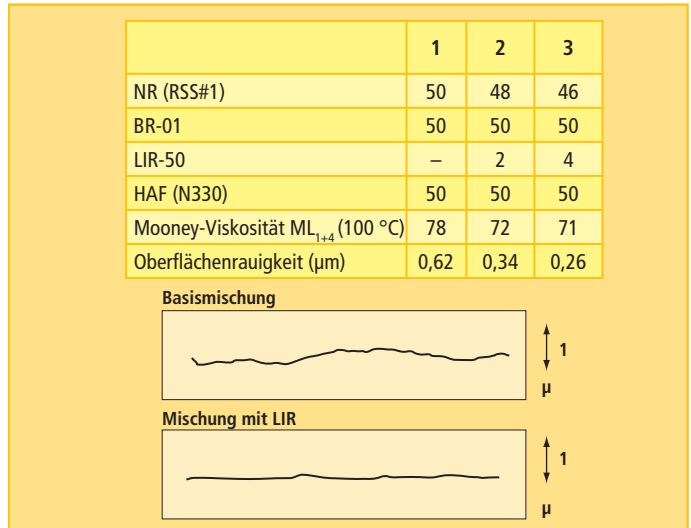 1 2 3
NR (RSS#1) 50 48 46
BR-01 50 50 50
LIR-50 – 2 4
HAF (N330) 50 50 50
Mooney-Viskosität ML1+4 (100 °C) 78 72 71
Oberflächenrauigkeit (µm) 0,62 0,34 0,26
Basismischung
1
µ
Mischung mit LIR
1
µ